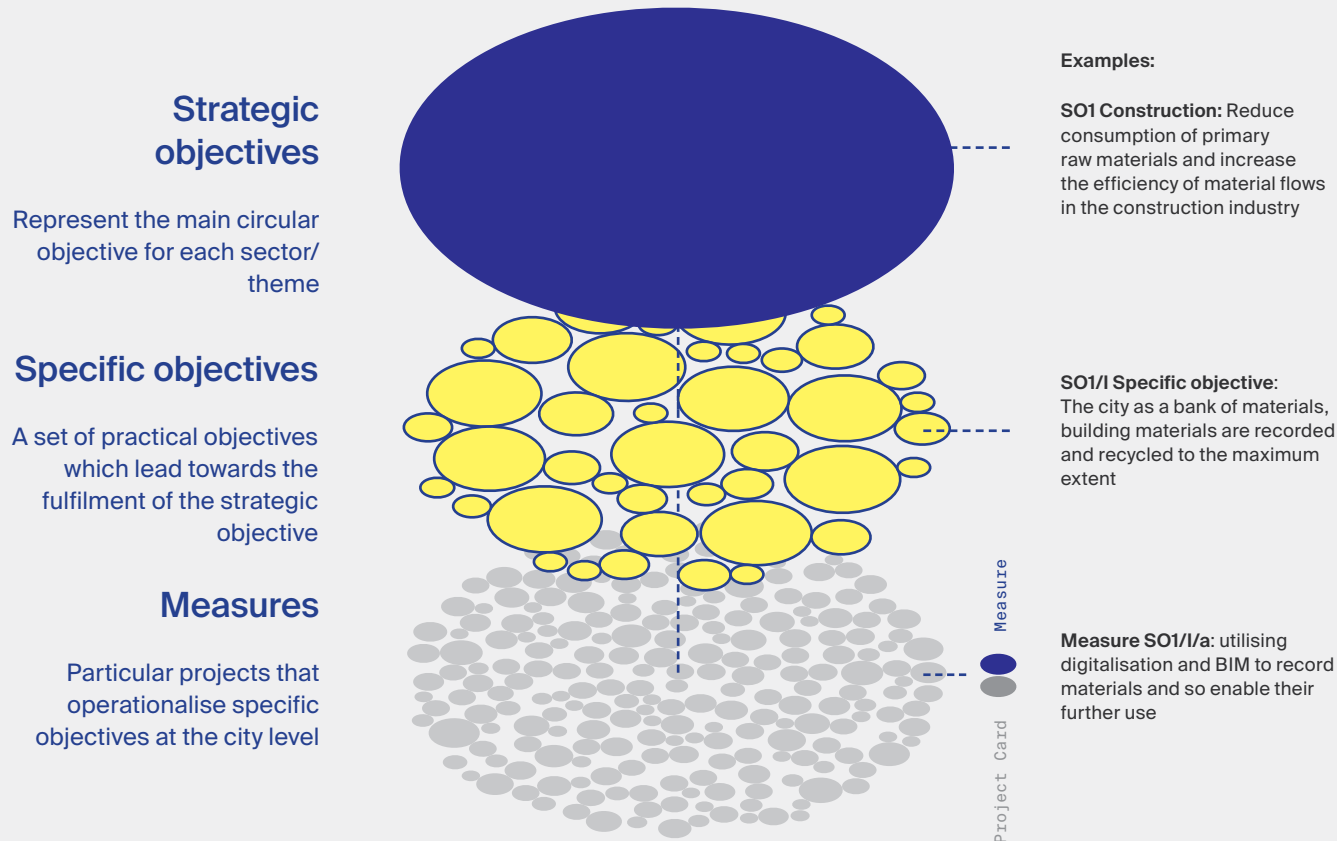 Strategic
objectives
Represent the main circular
objective for each sector/
theme
Specific objectives
A set of practical objectives
which lead towards the
fulfilment of the strategic
objective
Measures
Particular projects that
operationalise specific
objectives at the city level
Examples:
SO1 Construction: Reduce
consumption of primary
raw materials and increase
the efficiency of material flows
in the construction industry
SO1/I Specific objective:
The city as a bank of materials,
building materials are recorded
and recycled to the maximum
extent
Measure
Project Card
Measure SO1/I/a: utilising
digitalisation and BIM to record
materials and so enable their
further use